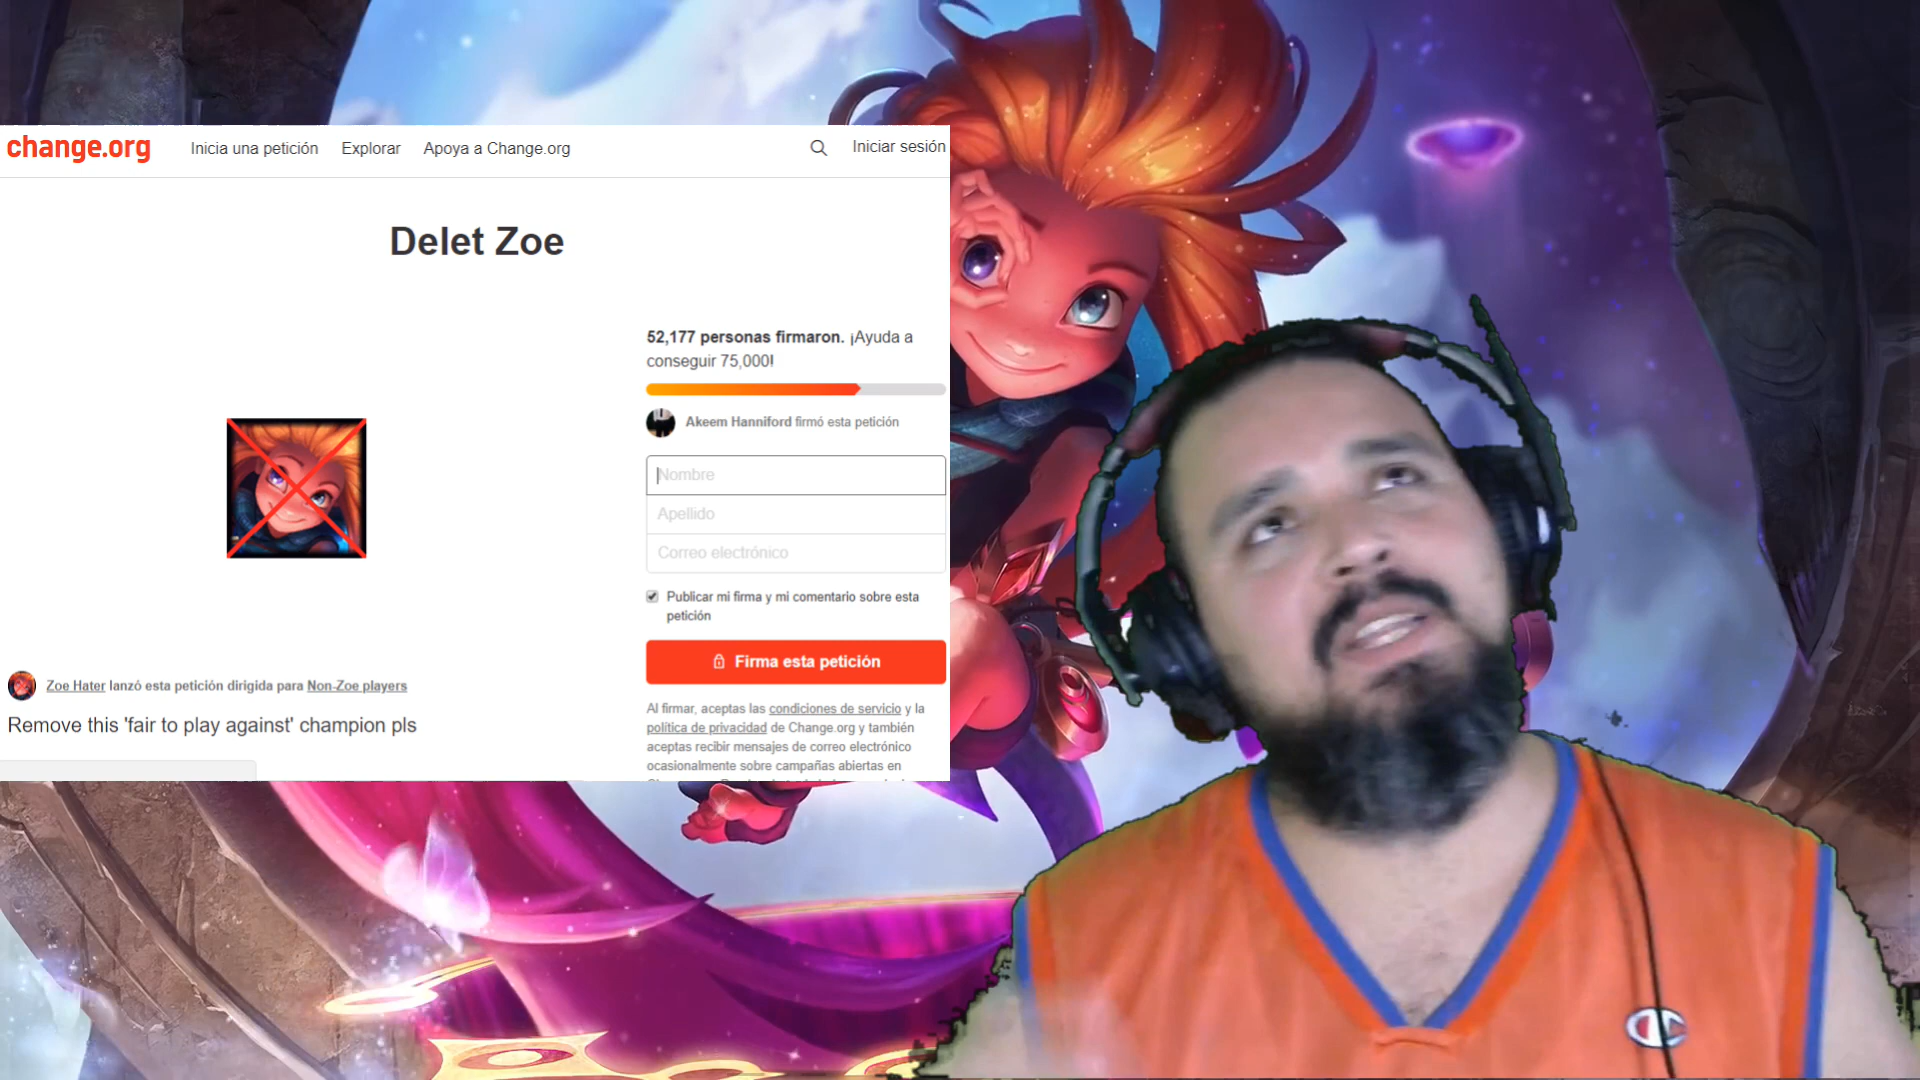 change.org
Inicia una petición
Explorar
Apoya a Change.org
Iniciar sesión
Delet Zoe
52,177 personas firmaron. ¡Ayuda a
conseguir 75,000!
Akeem Hanniford firmó esta petición
Nombre
Apellido
Correo electrónico
Publicar mi firma y mi comentario sobre esta
petición
Firma esta petición
Zoe Hater lanzó esta petición dirigida para Non-Zoe players
Remove this 'fair to play against' champion pls
Al firmar, aceptas las condiciones de servicio y la
política de privacidad de Change.org y también
aceptas recibir mensajes de correo electrónico
ocasionalmente sobre campañas abiertas en